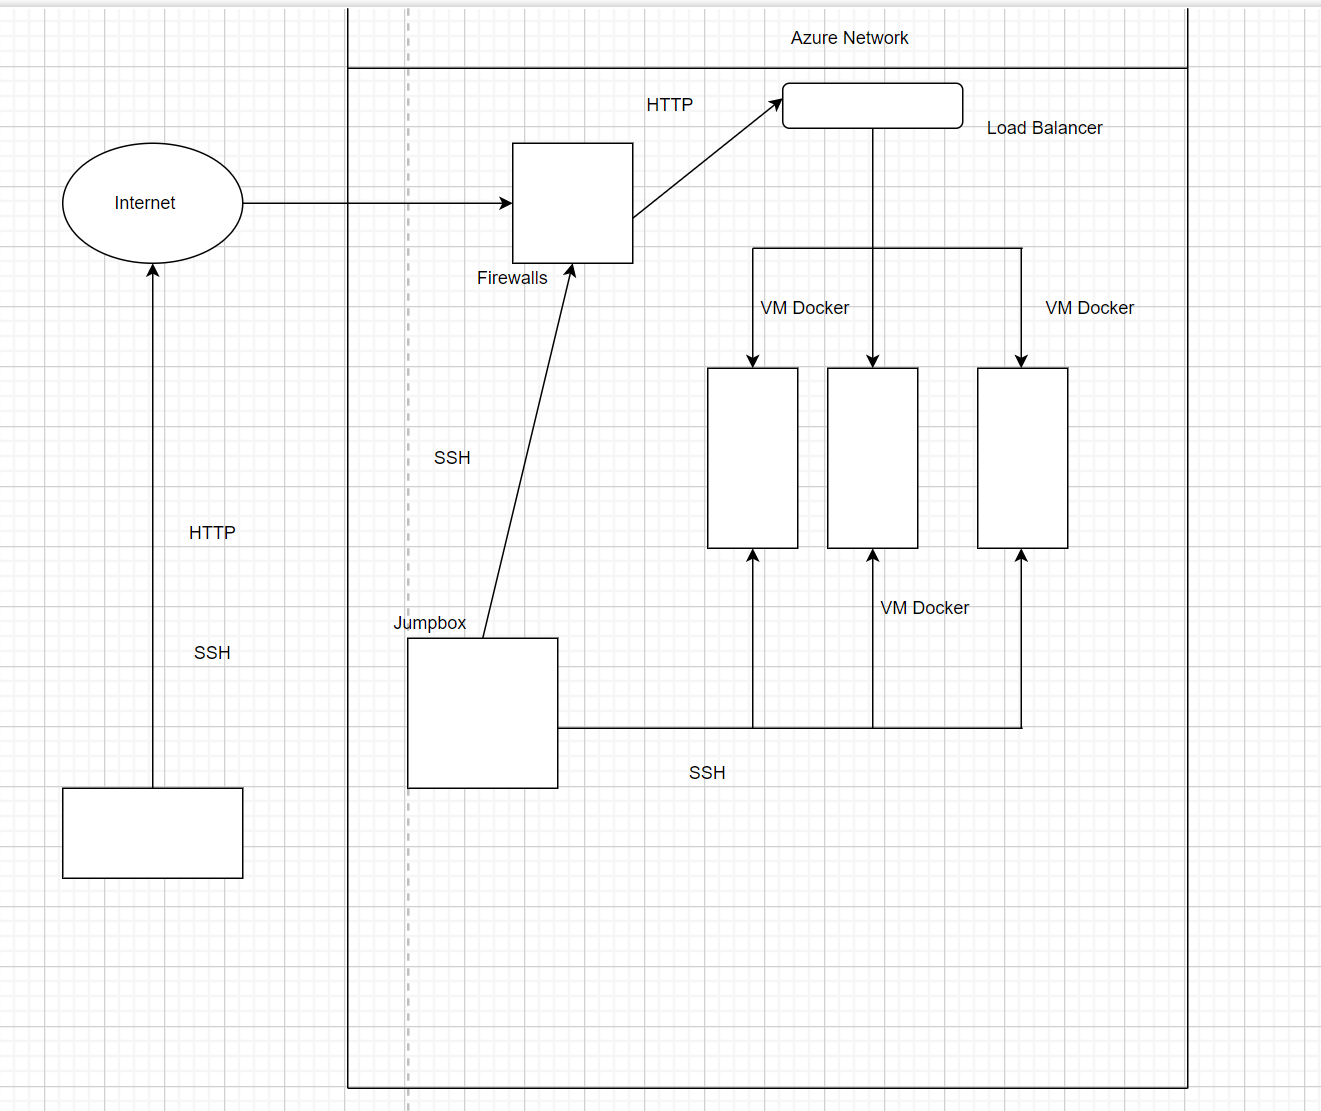 Azure Network
HTTP
Load Balancer
Internet
Firewalls
VM Docker
VM Docker
SSH
HTTP
VM Docker
Jumpbox
SSH
SSH